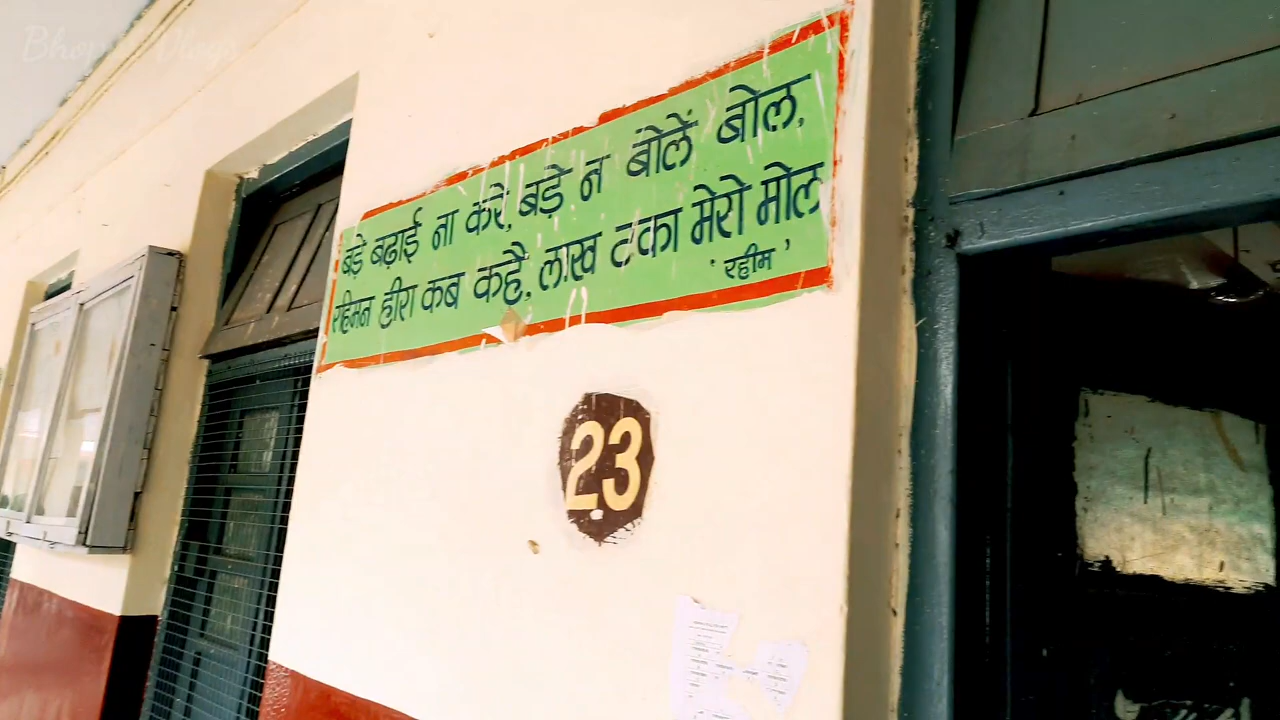 बड़े बढ़ाई ना करे, बड़े न बोलें बोल,
रहिमन हीरा कब कहै, लाख टका मेरो मोल
'रहीम'
23